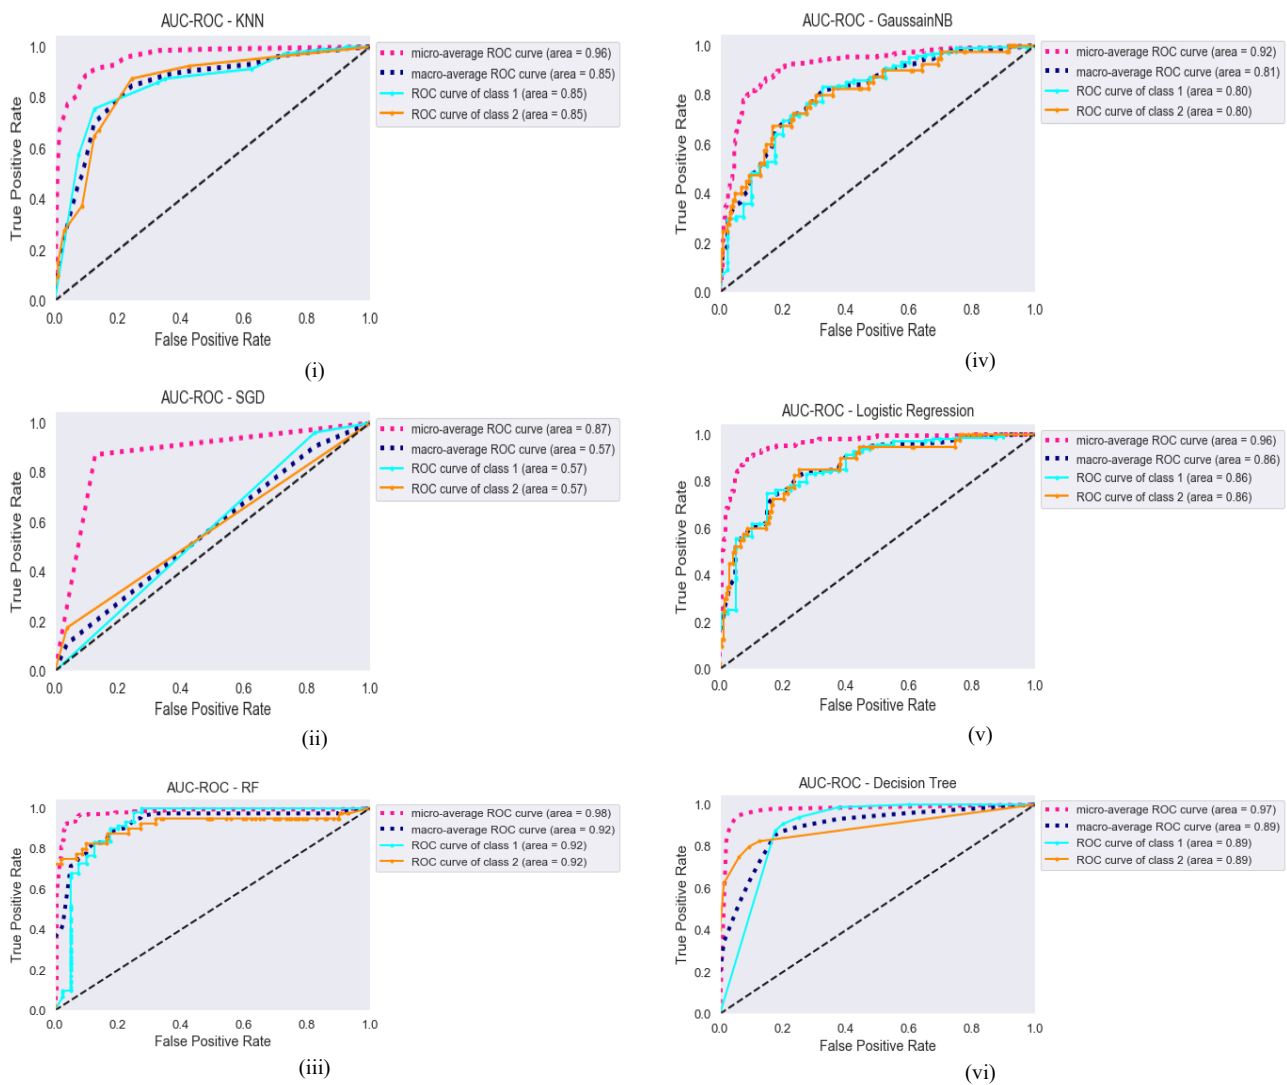 AUC-ROC - KNN
1.0
0.8
0.6
0.4
0.2
0.0
True Positive Rate
0.0 0.2 0.4 0.6 0.8 1.0
False Positive Rate
micro-average ROC curve (area = 0.96)
macro-average ROC curve (area = 0.85)
ROC curve of class 1 (area = 0.85)
ROC curve of class 2 (area = 0.85)
(i)
AUC-ROC - GaussainNB
1.0
0.8
0.6
0.4
0.2
0.0
True Positive Rate
0.0 0.2 0.4 0.6 0.8 1.0
False Positive Rate
micro-average ROC curve (area = 0.92)
macro-average ROC curve (area = 0.81)
ROC curve of class 1 (area = 0.80)
ROC curve of class 2 (area = 0.80)
(iv)
AUC-ROC - SGD
1.0
0.8
0.6
0.4
0.2
0.0
True Positive Rate
0.0 0.2 0.4 0.6 0.8 1.0
False Positive Rate
micro-average ROC curve (area = 0.87)
macro-average ROC curve (area = 0.57)
ROC curve of class 1 (area = 0.57)
ROC curve of class 2 (area = 0.57)
(ii)
AUC-ROC - Logistic Regression
1.0
0.8
0.6
0.4
0.2
0.0
True Positive Rate
0.0 0.2 0.4 0.6 0.8 1.0
False Positive Rate
micro-average ROC curve (area = 0.96)
macro-average ROC curve (area = 0.86)
ROC curve of class 1 (area = 0.86)
ROC curve of class 2 (area = 0.86)
(v)
AUC-ROC - RF
1.0
0.8
0.6
0.4
0.2
0.0
True Positive Rate
0.0 0.2 0.4 0.6 0.8 1.0
False Positive Rate
micro-average ROC curve (area = 0.98)
macro-average ROC curve (area = 0.92)
ROC curve of class 1 (area = 0.92)
ROC curve of class 2 (area = 0.92)
(iii)
AUC-ROC - Decision Tree
1.0
0.8
0.6
0.4
0.2
0.0
True Positive Rate
0.0 0.2 0.4 0.6 0.8 1.0
False Positive Rate
micro-average ROC curve (area = 0.97)
macro-average ROC curve (area = 0.89)
ROC curve of class 1 (area = 0.89)
ROC curve of class 2 (area = 0.89)
(vi)